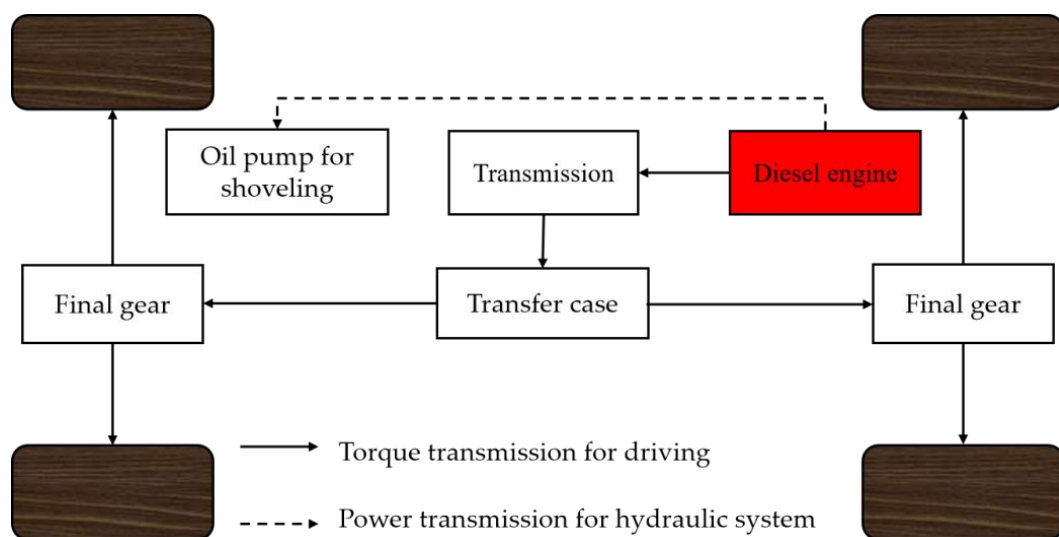 Oil pump for
shoveling
Transmission
Diesel engine
Final gear
Transfer case
Final gear
Torque transmission for driving
Power transmission for hydraulic system